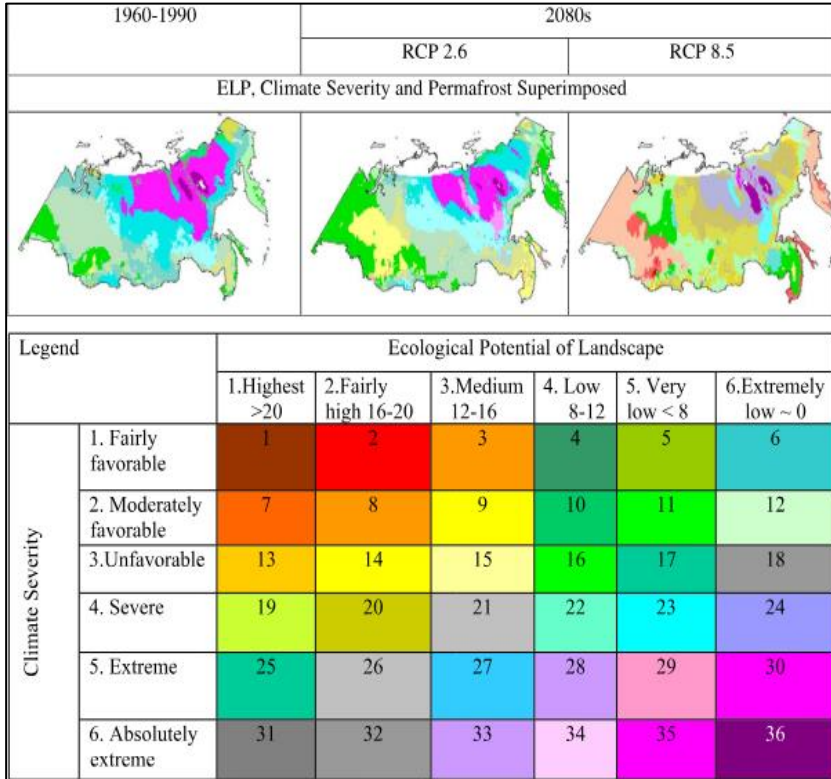 1960-1990
2080s
RCP 2.6
RCP 8.5
ELP, Climate Severity and Permafrost Superimposed
Legend
Ecological Potential of Landscape
1.Highest >20
2.Fairly high 16-20
3.Medium 12-16
4. Low 8-12
5. Very low < 8
6.Extremely low ~ 0
Climate Severity
1. Fairly favorable
1 2 3 4 5 6
2. Moderately favorable
7 8 9 10 11 12
3.Unfavorable
13 14 15 16 17 18
4. Severe
19 20 21 22 23 24
5. Extreme
25 26 27 28 29 30
6. Absolutely extreme
31 32 33 34 35 36